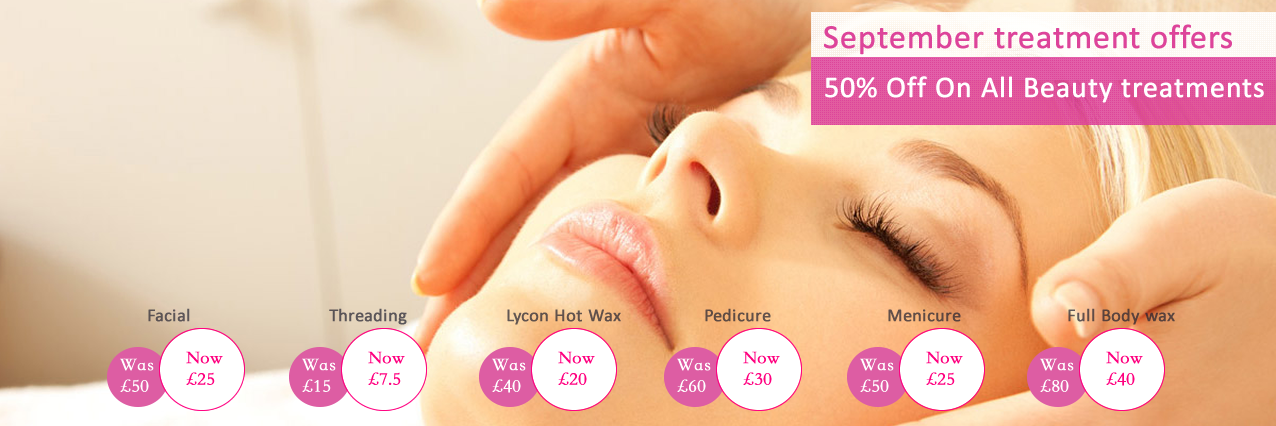 September treatment offers
50% Off On All Beauty treatments
Facial
Was
£50
Now
£25
Threading
Was
£15
Now
£7.5
Lycon Hot Wax
Was
£40
Now
£20
Pedicure
Was
£60
Now
£30
Menicure
Was
£50
Now
£25
Full Body wax
Was
£80
Now
£40